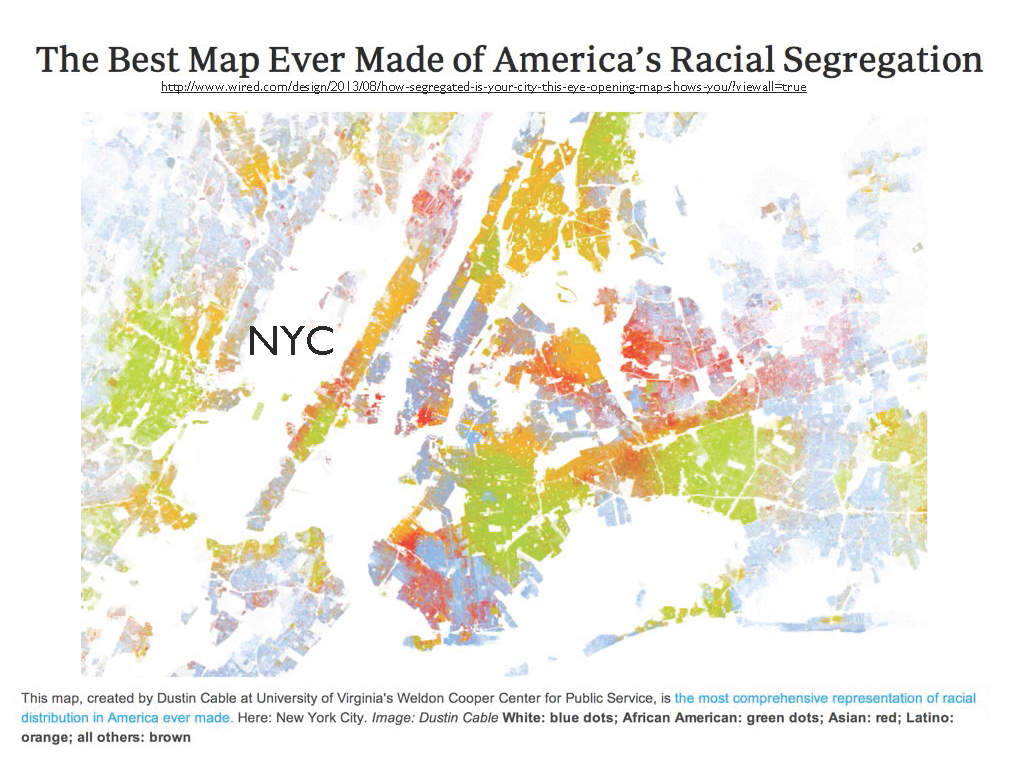 The Best Map Ever Made of America’s Racial Segregation
http://www.wired.com/design/2013/08/how-segregated-is-your-city-this-eye-opening-map-shows-you/?viewall=true
NYC
This map, created by Dustin Cable at University of Virginia's Weldon Cooper Center for Public Service, is the most comprehensive representation of racial
distribution in America ever made. Here: New York City. Image: Dustin Cable White: blue dots; African American: green dots; Asian: red; Latino:
orange; all others: brown